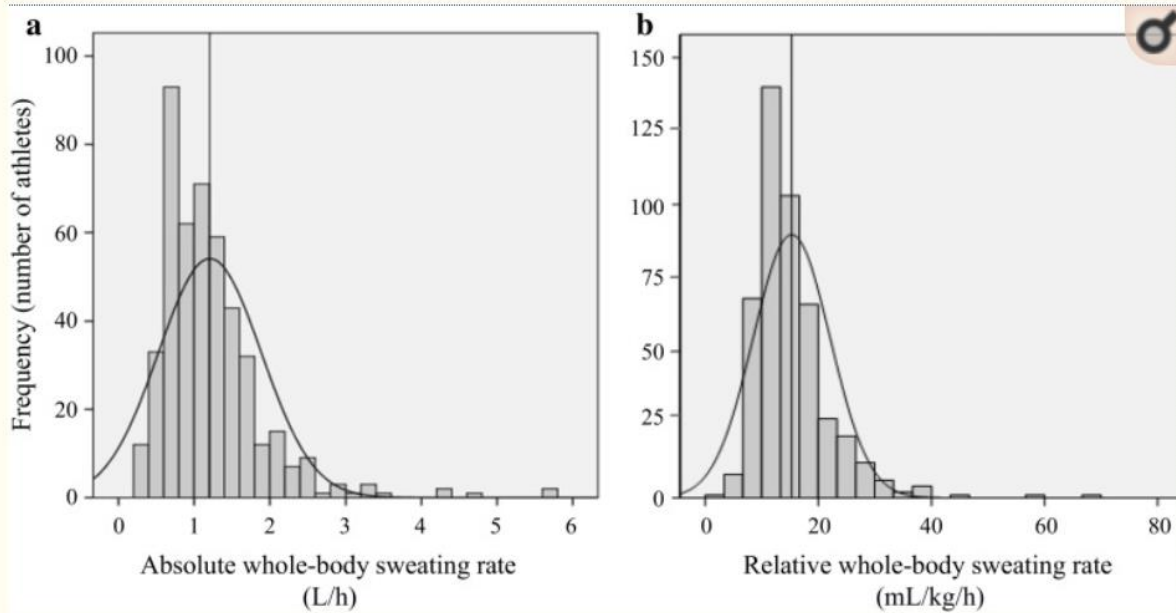 a
100
80
60
40
20
0
Frequency (number of athletes)
0 1 2 3 4 5 6
Absolute whole-body sweating rate
(L/h)
b
150
125
100
75
50
25
0
0 20 40 60 80
Relative whole-body sweating rate
(mL/kg/h)